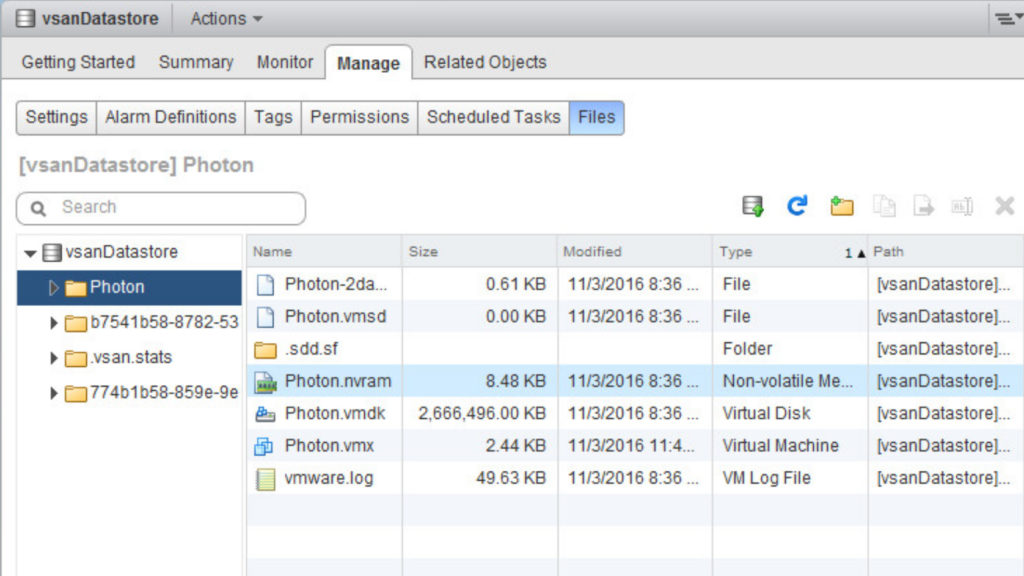 vsanDatastore Actions
Getting Started Summary Monitor Manage Related Objects
Settings Alarm Definitions Tags Permissions Scheduled Tasks Files
[vsanDatastore] Photon
Search
vsanDatastore
Photon
b7541b58-8782-53
.vsan.stats
774b1b58-859e-9e
Name Size Modified Type 1 ▲ Path
Photon-2da... 0.61 KB 11/3/2016 8:36 ... File [vsanDatastore]...
Photon.vmsd 0.00 KB 11/3/2016 8:36 ... File [vsanDatastore]...
.sdd.sf Folder [vsanDatastore]...
Photon.nvram 8.48 KB 11/3/2016 8:36 ... Non-volatile Me... [vsanDatastore]...
Photon.vmdk 2,666,496.00 KB 11/3/2016 8:36 ... Virtual Disk [vsanDatastore]...
Photon.vmx 2.44 KB 11/3/2016 11:4... Virtual Machine [vsanDatastore]...
vmware.log 49.63 KB 11/3/2016 8:36 ... VM Log File [vsanDatastore]...